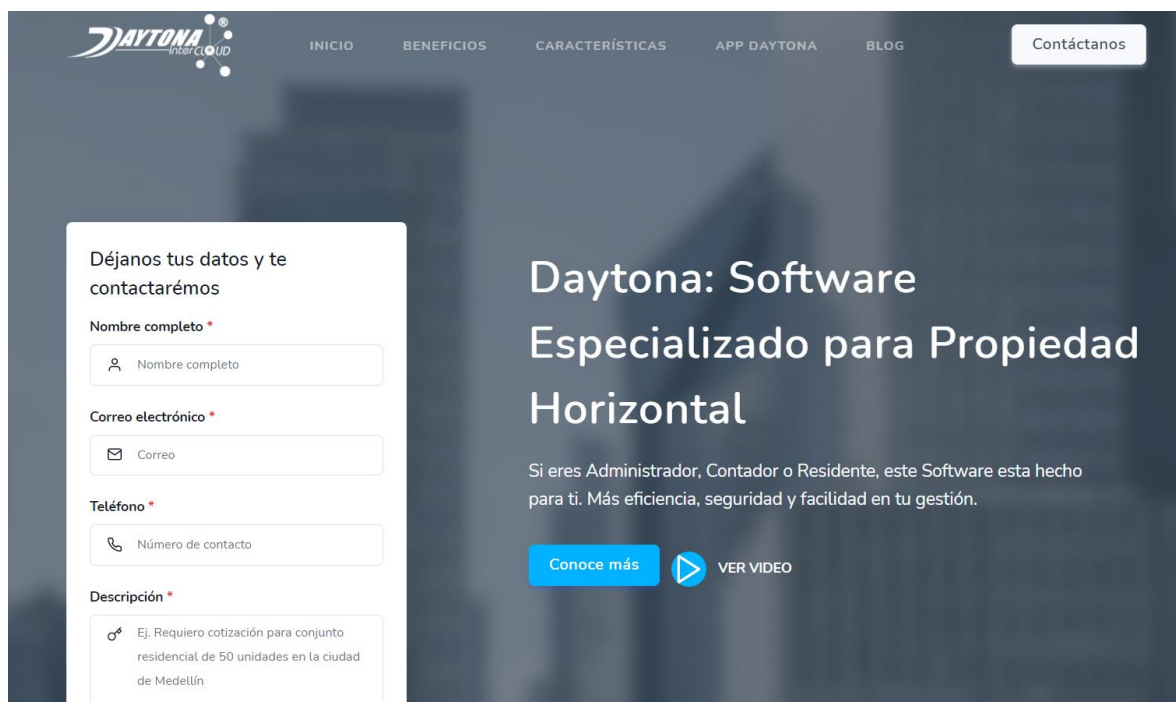 DAYTONA ®
InterCLOUD
INICIO
BENEFICIOS
CARACTERÍSTICAS
APP DAYTONA
BLOG
Contáctanos
Déjanos tus datos y te
contactarémos
Nombre completo *
Nombre completo
Correo electrónico *
Correo
Teléfono *
Número de contacto
Descripción *
Ej. Requiero cotización para conjunto
residencial de 50 unidades en la ciudad
de Medellín
Daytona: Software
Especializado para Propiedad
Horizontal
Si eres Administrador, Contador o Residente, este Software esta hecho
para ti. Más eficiencia, seguridad y facilidad en tu gestión.
Conoce más
VER VIDEO